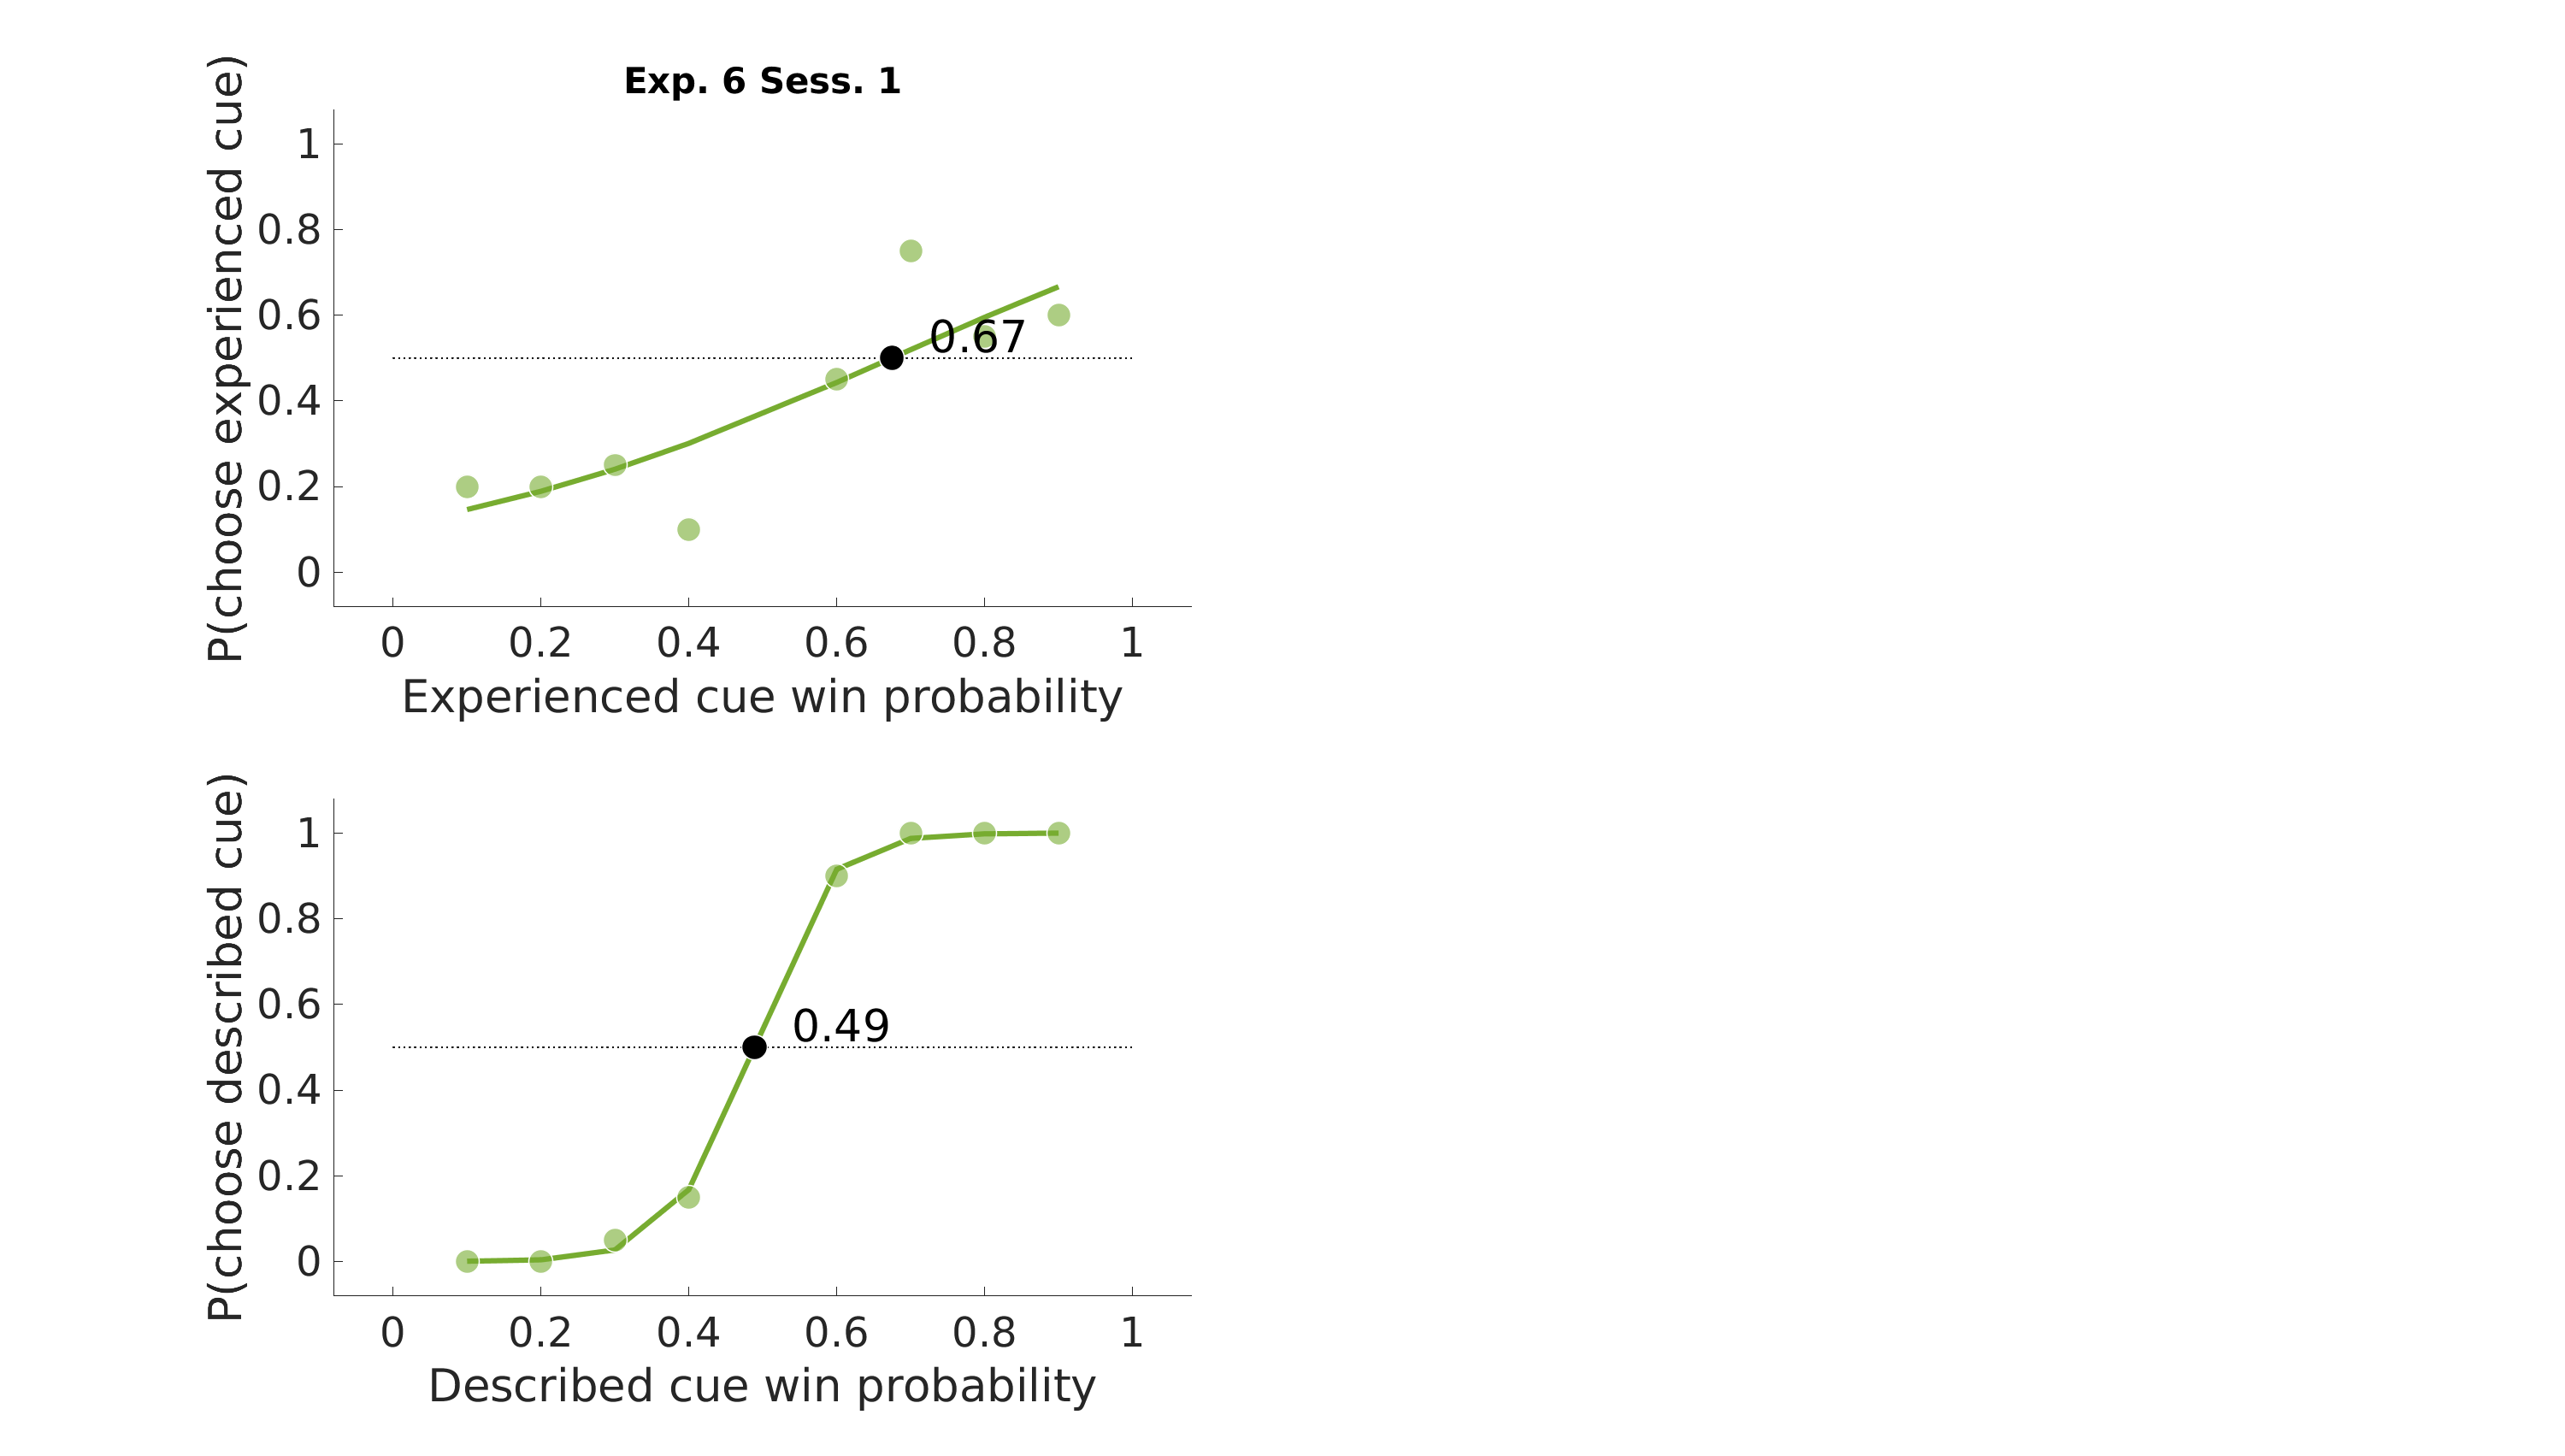 Exp. 6 Sess. 1
P(choose experienced cue)
1
0.8
0.6
0.4
0.2
0
0.67
0 0.2 0.4 0.6 0.8 1
Experienced cue win probability
P(choose described cue)
1
0.8
0.6
0.4
0.2
0
0.49
0 0.2 0.4 0.6 0.8 1
Described cue win probability